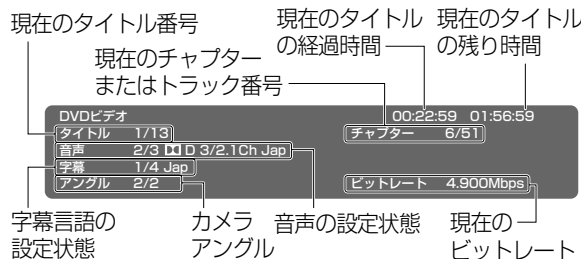 現在のタイトル番号
現在のチャプター
またはトラック番号
現在のタイトル
の経過時間
現在のタイトル
の残り時間
DVDビデオ 00:22:59 01:56:59
タイトル 1/13 チャプター 6/51
音声 2/3 D 3/2.1Ch Jap
字幕 1/4 Jap
アングル 2/2 ビットレート 4.900Mbps
字幕言語の
設定状態
カメラ
アングル
音声の設定状態
現在の
ビットレート